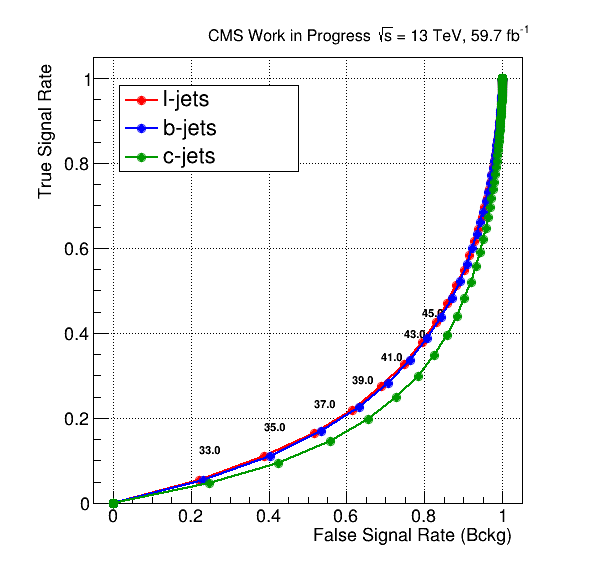 CMS Work in Progress √s = 13 TeV, 59.7 fb⁻¹
True Signal Rate
1
0.8
0.6
0.4
0.2
0
l-jets
b-jets
c-jets
45.0
43.0
41.0
39.0
37.0
35.0
33.0
0 0.2 0.4 0.6 0.8 1
False Signal Rate (Bckg)